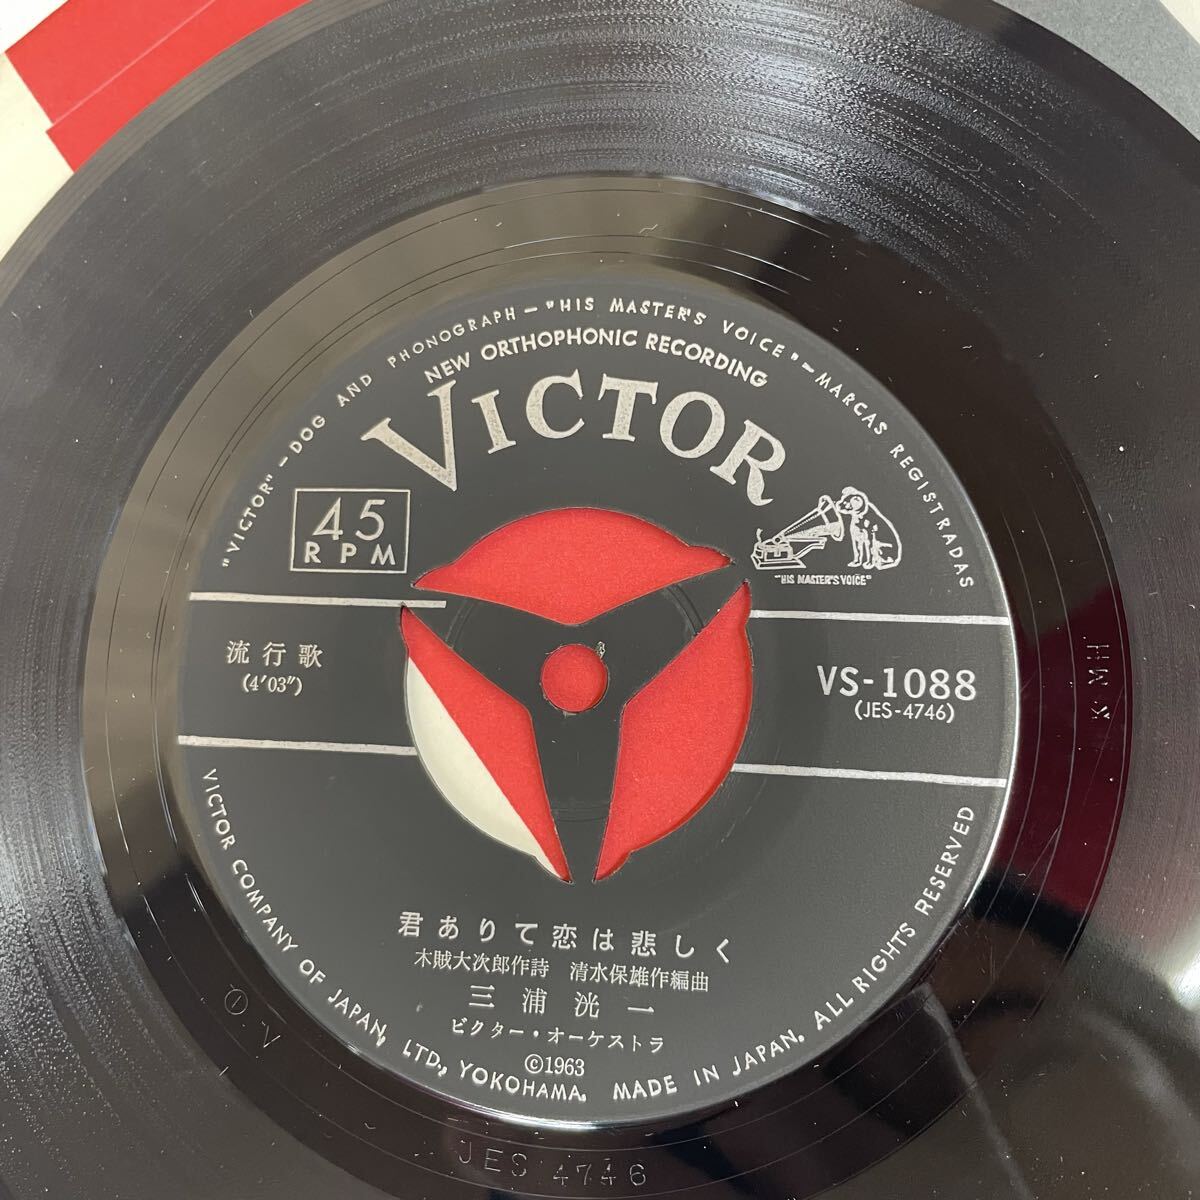 "VICTOR" — DOG AND PHONOGRAPH — "HIS MASTER'S VOICE" — MARCAS REGISTRADAS
NEW ORTHOPHONIC RECORDING
VICTOR
45
RPM
"HIS MASTER'S VOICE"
流行歌
(4'03")
VS-1088
(JES-4746)
君ありて恋は悲しく
木賊大次郎作詩 清水保雄作編曲
三浦洸一
ビクター・オーケストラ
©1963
VICTOR COMPANY OF JAPAN, LTD., YOKOHAMA. MADE IN JAPAN. ALL RIGHTS RESERVED
JES 4746